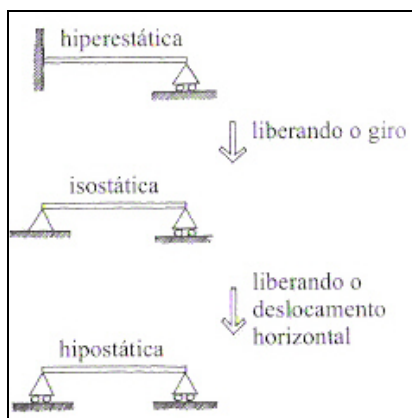 hiperestática
liberando o giro
isostática
liberando o
deslocamento
horizontal
hipostática